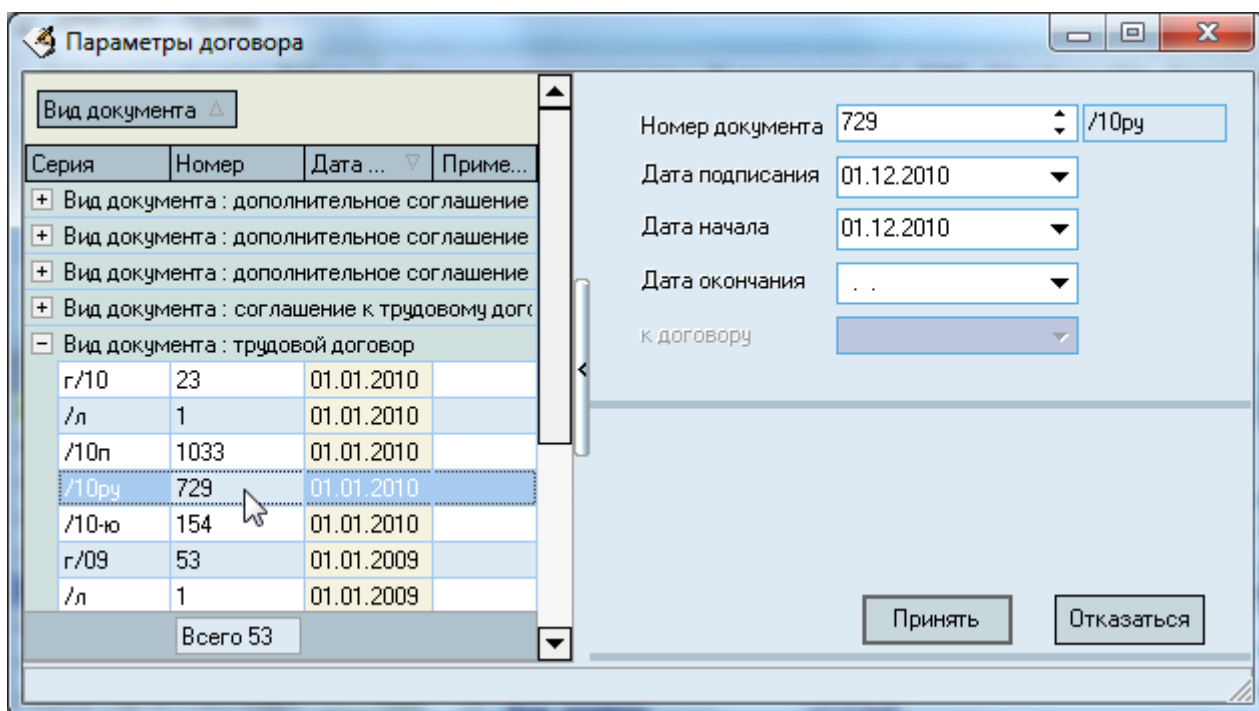 Параметры договора
Вид документа
Серия Номер Дата ... Приме...
Вид документа : дополнительное соглашение
Вид документа : дополнительное соглашение
Вид документа : дополнительное соглашение
Вид документа : соглашение к трудовому дого
Вид документа : трудовой договор
г/10 23 01.01.2010
/л 1 01.01.2010
/10п 1033 01.01.2010
/10ру 729 01.01.2010
/10-ю 154 01.01.2010
г/09 53 01.01.2009
/л 1 01.01.2009
Всего 53
Номер документа 729 /10ру
Дата подписания 01.12.2010
Дата начала 01.12.2010
Дата окончания . .
к договору
Принять Отказаться